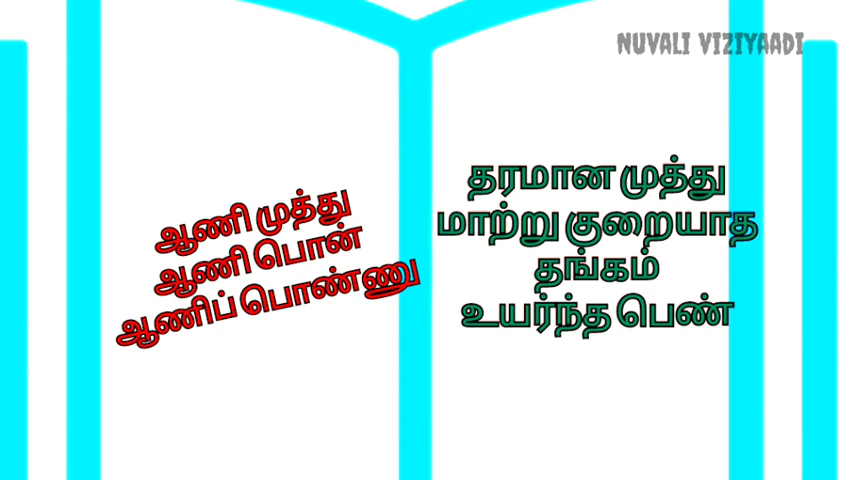 NUVALI VIZIYAADI
ஆணி முத்து
ஆணி பொன்
ஆணிப் பொண்ணு
தரமான முத்து
மாற்று குறையாத
தங்கம்
உயர்ந்த பெண்